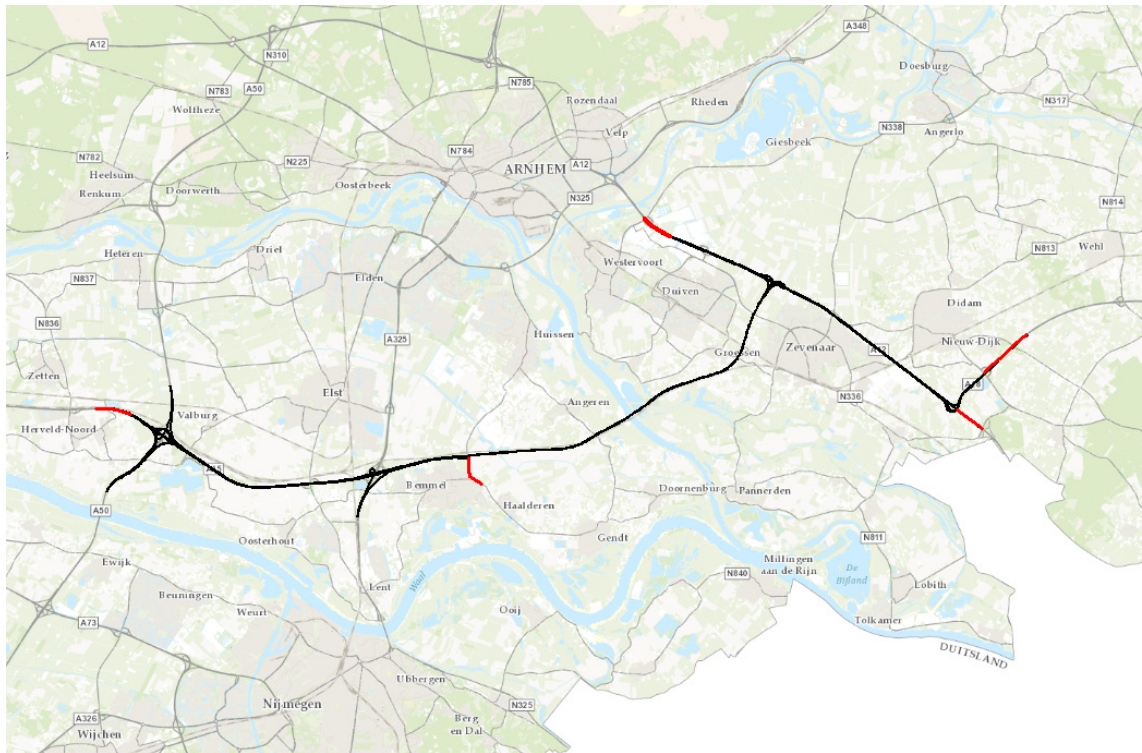 A348
A12
N310
Doesburg
N785
N783
A50
Rozendaal
Rheden
N317
Wolfheze
Velp
N338
Angerlo
Giesbeek
N784
N782
N225
A12
ARNHEM
Heelsum
Oosterbeek
Renkum
Doorwerth
N325
N814
Driel
Heteren
Westervoort
N813
Wehl
Elden
N837
Duiven
Didam
N836
A325
Huissen
Nieuw-Dijk
Zevenaar
A12
Groessen
Zetten
A18
Elst
N336
Angeren
Valburg
Herveld-Noord
A15
Bemmel
Doornenburg
Pannerden
Haalderen
A50
Oosterhout
Gendt
N811
Ewijk
Millingen
aan de Rijn
De
Bijland
N840
Lent
Waal
Lobith
Beuningen
Weurt
Ooij
Tolkamer
A73
DUITSLAND
Ubbergen
Nijmegen
N325
Berg
en Dal
A326
Wijchen